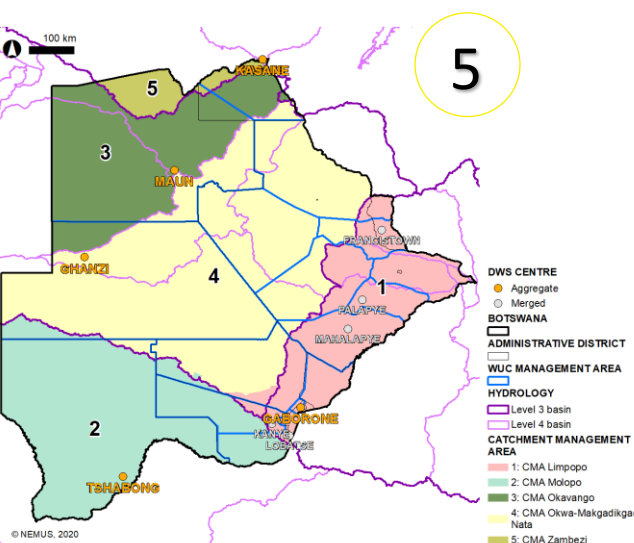 100 km
5
KASANE
5
3
MAUN
FRANCISTOWN
GHANZI
4
1
PALAPYE
MAHALAPYE
GABORONE
2
KANYE
LOBATSE
TSHABONG
© NEMUS, 2020
DWS CENTRE
Aggregate
Merged
BOTSWANA
ADMINISTRATIVE DISTRICT
WUC MANAGEMENT AREA
HYDROLOGY
Level 3 basin
Level 4 basin
CATCHMENT MANAGEMENT
AREA
1: CMA Limpopo
2: CMA Molopo
3: CMA Okavango
4: CMA Okwa-Makgadikgad
Nata
5: CMA Zambezi